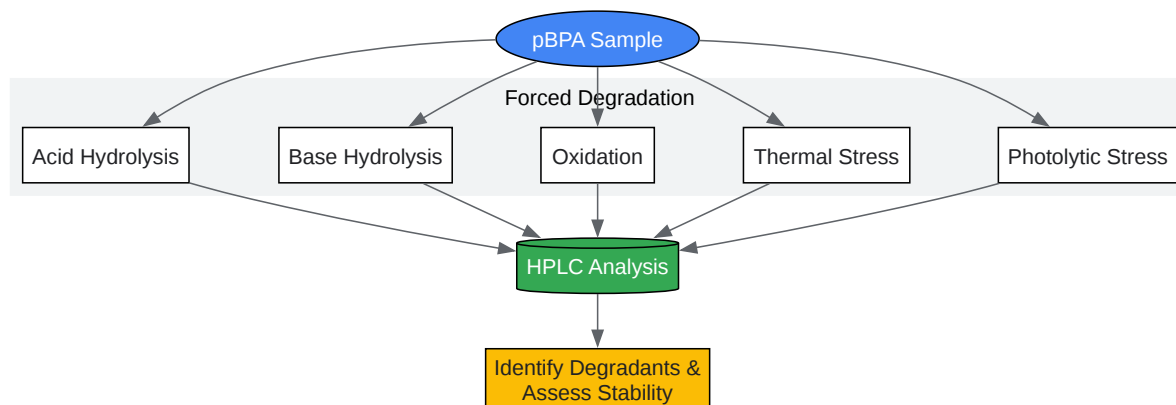 pBPA Sample
Forced Degradation
Acid Hydrolysis
Base Hydrolysis
Oxidation
Thermal Stress
Photolytic Stress
HPLC Analysis
Identify Degradants &
Assess Stability